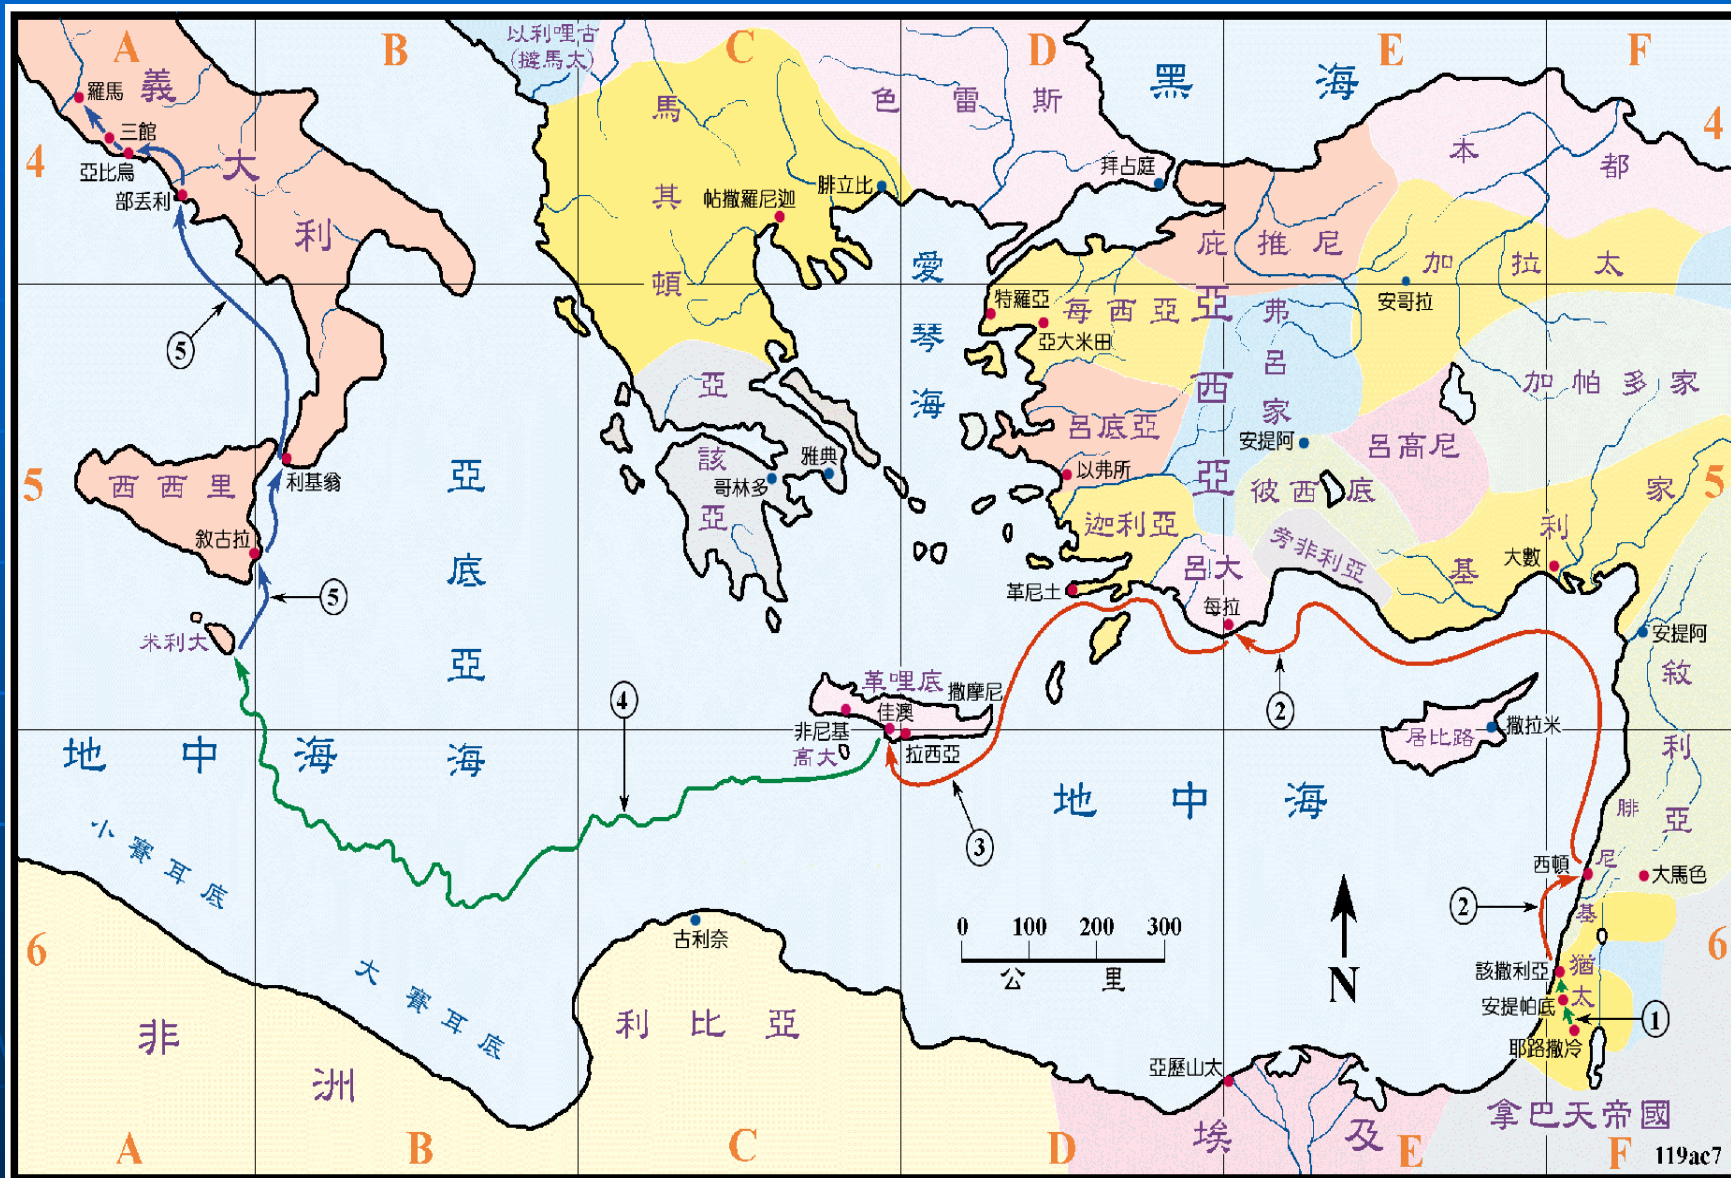 A
B
C
D
E
F
以利哩古
(撻馬太)
黑海
4
4
羅馬
義大利
三館
亞比烏
部丟利
馬其頓
色雷斯
拜占庭
腓立比
帖撒羅尼迦
本都
庇推尼
加拉太
安哥拉
愛琴海
特羅亞
每西亞
亞大米田
亞西亞
弗呂家
加帕多家
⑤
亞該亞
雅典
哥林多
呂底亞
以弗所
安提阿
呂高尼
彼西底
迦利亞
旁非利亞
呂大
每拉
革尼土
基利家
大數
5
5
西西里
利基翁
敘古拉
亞底亞海
⑤
米利大
安提阿
敘利亞
革哩底
撒摩尼
佳澳
非尼基
拉西亞
高大
④
③
②
居比路
撒拉米
地中海
地中海
小賽耳底
大賽耳底
腓尼基
西頓
大馬色
②
0 100 200 300
公里
N
古利奈
6
6
該撒利亞
猶太
安提帕底
①
耶路撒冷
非洲
利比亞
亞歷山太
埃及
拿巴天帝國
A
B
C
D
E
F
119ac7